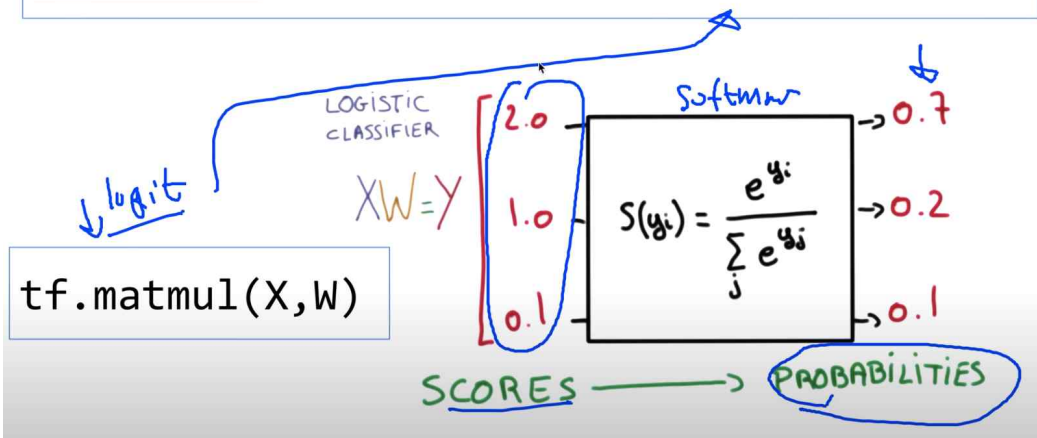 Softmax
LOGISTIC
CLASSIFIER
2.0
0.7
logit
XW=Y
1.0
S(yi) = e^yi / Σj e^yj
0.2
tf.matmul(X,W)
0.1
0.1
SCORES
PROBABILITIES